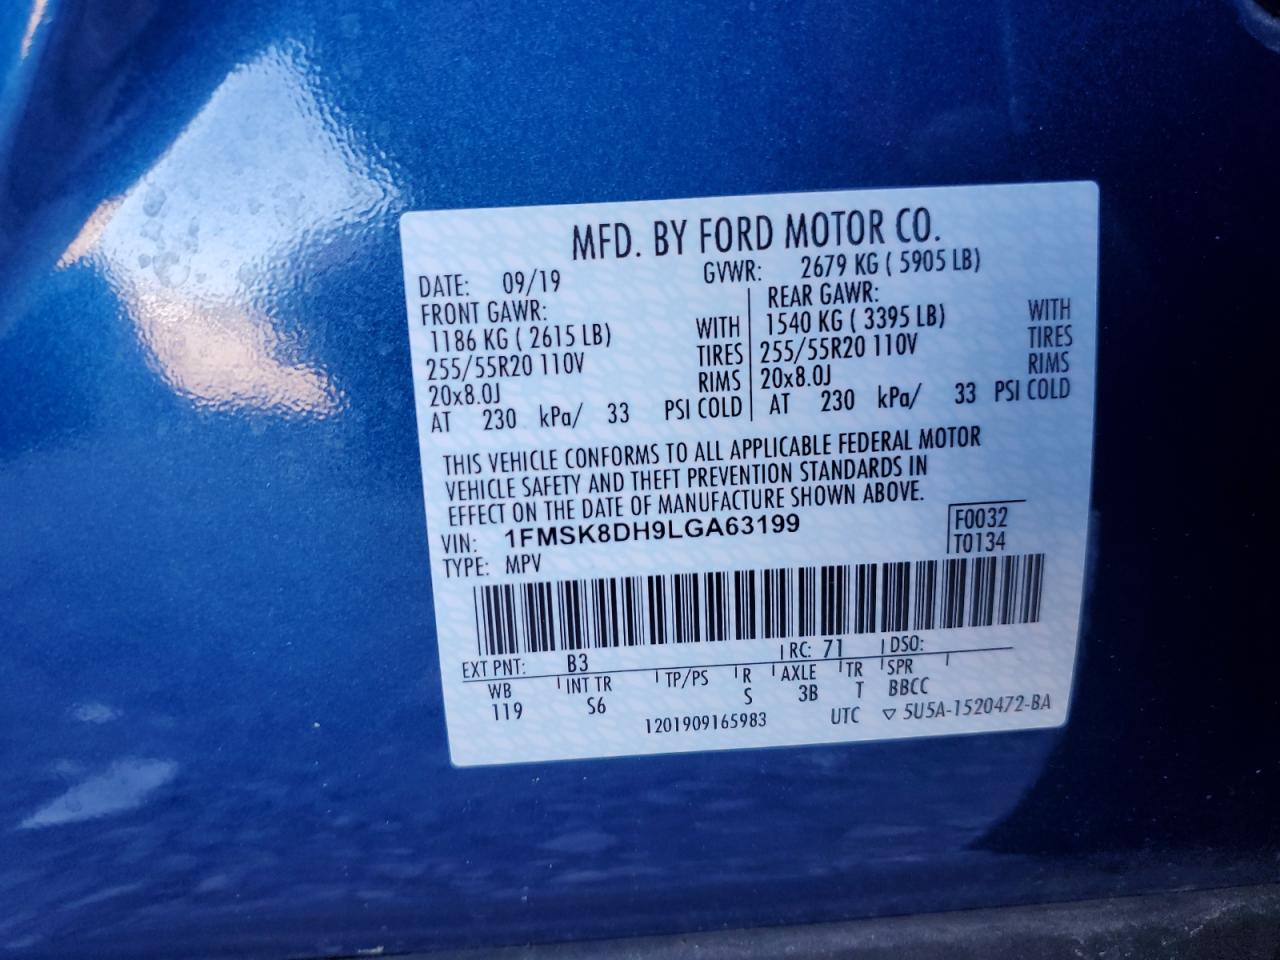 MFD. BY FORD MOTOR CO.
DATE: 09/19 GVWR: 2679 KG ( 5905 LB)
FRONT GAWR:
1186 KG ( 2615 LB) WITH
255/55R20 110V TIRES
20x8.0J RIMS
AT 230 kPa/ 33 PSI COLD
REAR GAWR:
1540 KG ( 3395 LB) WITH
255/55R20 110V TIRES
20x8.0J RIMS
AT 230 kPa/ 33 PSI COLD
THIS VEHICLE CONFORMS TO ALL APPLICABLE FEDERAL MOTOR
VEHICLE SAFETY AND THEFT PREVENTION STANDARDS IN
EFFECT ON THE DATE OF MANUFACTURE SHOWN ABOVE.
VIN: 1FMSK8DH9LGA63199
TYPE: MPV
F0032
T0134
EXT PNT: B3 RC: 71 DSO:
WB INT TR TP/PS R AXLE TR SPR
119 S6 S 3B T BBCC
1201909165983 UTC ▽ 5U5A-1520472-BA